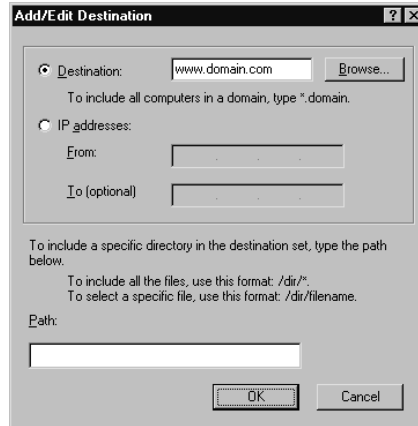 Add/Edit Destination
Destination: www.domain.com Browse...
To include all computers in a domain, type *.domain.
IP addresses:
From: . . .
To (optional) . . .
To include a specific directory in the destination set, type the path
below.
To include all the files, use this format: /dir/*.
To select a specific file, use this format: /dir/filename.
Path:
OK Cancel